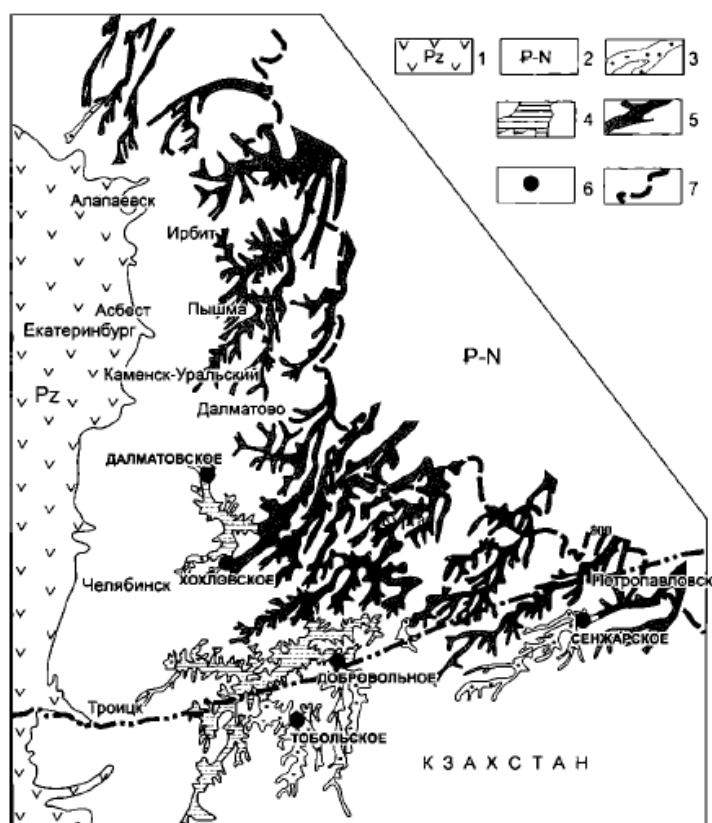 Pz 1 P-N 2 3
4 5
6 7
Алапаевск
Ирбит
Асбест
Пышма
Екатеринбург
P-N
Каменск-Уральский
Pz
Далматово
ДАЛМАТОВСКОЕ
Челябинск
ХОХЛОВСКОЕ
Петропавловск
СЕНЖАРСКОЕ
ДОБРОВОЛЬНОЕ
Троицк
ТОБОЛЬСКОЕ
КЗАХСТАН